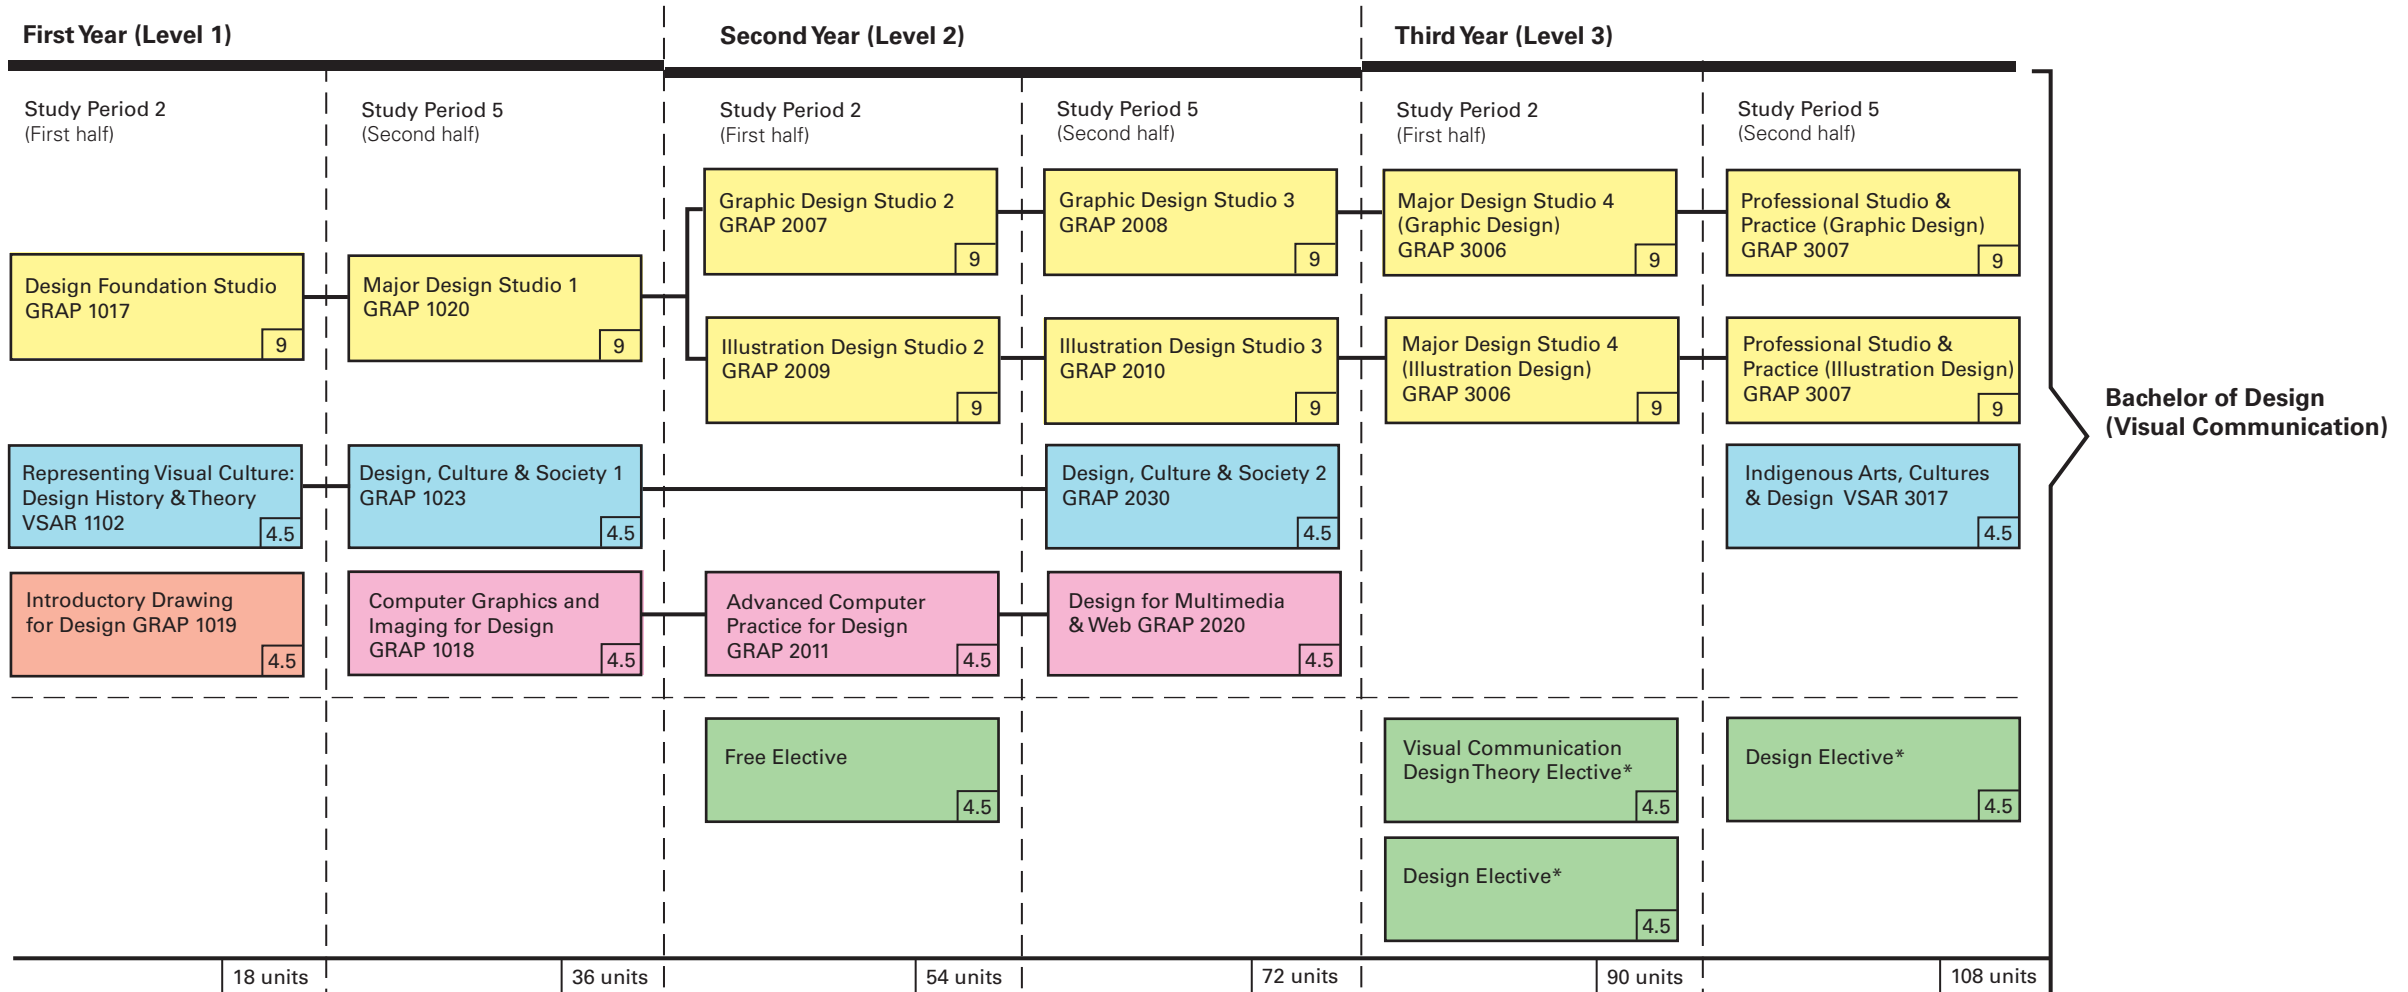 First Year (Level 1)
Second Year (Level 2)
Third Year (Level 3)
Study Period 2
(First half)
Study Period 5
(Second half)
Study Period 2
(First half)
Study Period 5
(Second half)
Study Period 2
(First half)
Study Period 5
(Second half)
Design Foundation Studio
GRAP 1017
9
Major Design Studio 1
GRAP 1020
9
Graphic Design Studio 2
GRAP 2007
9
Graphic Design Studio 3
GRAP 2008
9
Major Design Studio 4
(Graphic Design)
GRAP 3006
9
Professional Studio &
Practice (Graphic Design)
GRAP 3007
9
Illustration Design Studio 2
GRAP 2009
9
Illustration Design Studio 3
GRAP 2010
9
Major Design Studio 4
(Illustration Design)
GRAP 3006
9
Professional Studio &
Practice (Illustration Design)
GRAP 3007
9
Bachelor of Design
(Visual Communication)
Representing Visual Culture:
Design History & Theory
VSAR 1102
4.5
Design, Culture & Society 1
GRAP 1023
4.5
Design, Culture & Society 2
GRAP 2030
4.5
Indigenous Arts, Cultures
& Design VSAR 3017
4.5
Introductory Drawing
for Design GRAP 1019
4.5
Computer Graphics and
Imaging for Design
GRAP 1018
4.5
Advanced Computer
Practice for Design
GRAP 2011
4.5
Design for Multimedia
& Web GRAP 2020
4.5
Free Elective
4.5
Visual Communication
Design Theory Elective*
4.5
Design Elective*
4.5
Design Elective*
4.5
18 units
36 units
54 units
72 units
90 units
108 units